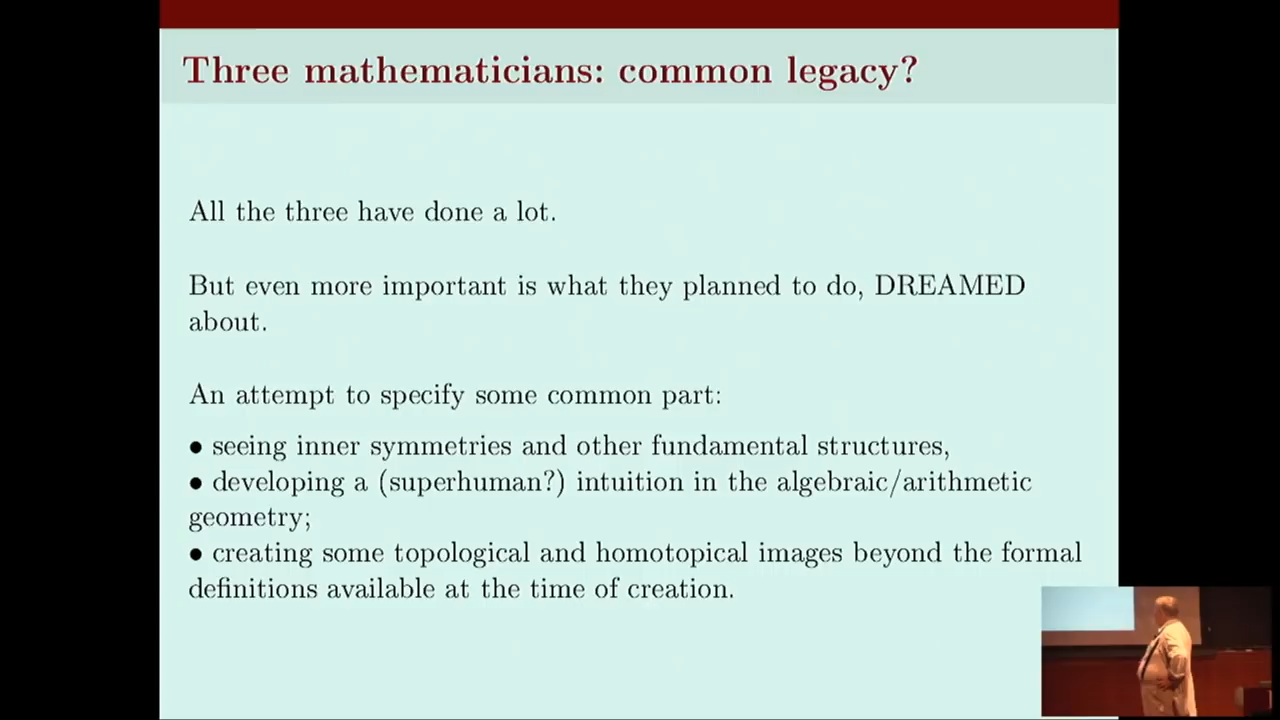 Three mathematicians: common legacy?
All the three have done a lot.
But even more important is what they planned to do, DREAMED
about.
An attempt to specify some common part:
• seeing inner symmetries and other fundamental structures,
• developing a (superhuman?) intuition in the algebraic/arithmetic
geometry;
• creating some topological and homotopical images beyond the formal
definitions available at the time of creation.